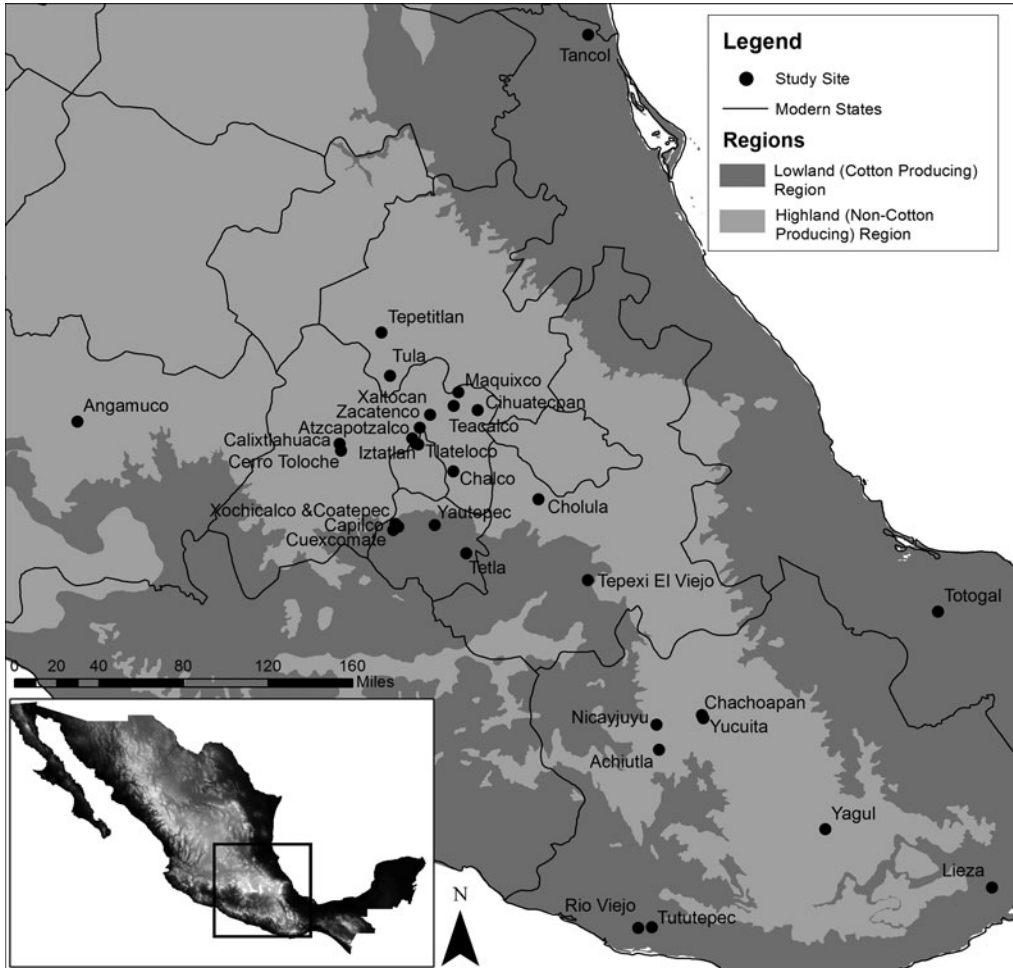 Tancol
Legend
Study Site
Modern States
Regions
Lowland (Cotton Producing)
Region
Highland (Non-Cotton
Producing) Region
Tepetitlan
Tula
Maquixco
Xaltocan
Cihuatecpan
Angamuco
Zacatenco
Teacalco
Atzcapotzalco
Calixtlahuaca
Iztatlan
Tlateloco
Cerro Toloche
Chalco
Cholula
Xochicalco &Coatepec
Yautepec
Capilco
Cuexcomate
Tetla
Tepexi El Viejo
Totogal
0 20 40 80 120 160
Miles
Chachoapan
Nicayjuyu
Yucuita
Achiutla
Yagul
Lieza
N
Rio Viejo
Tututepec